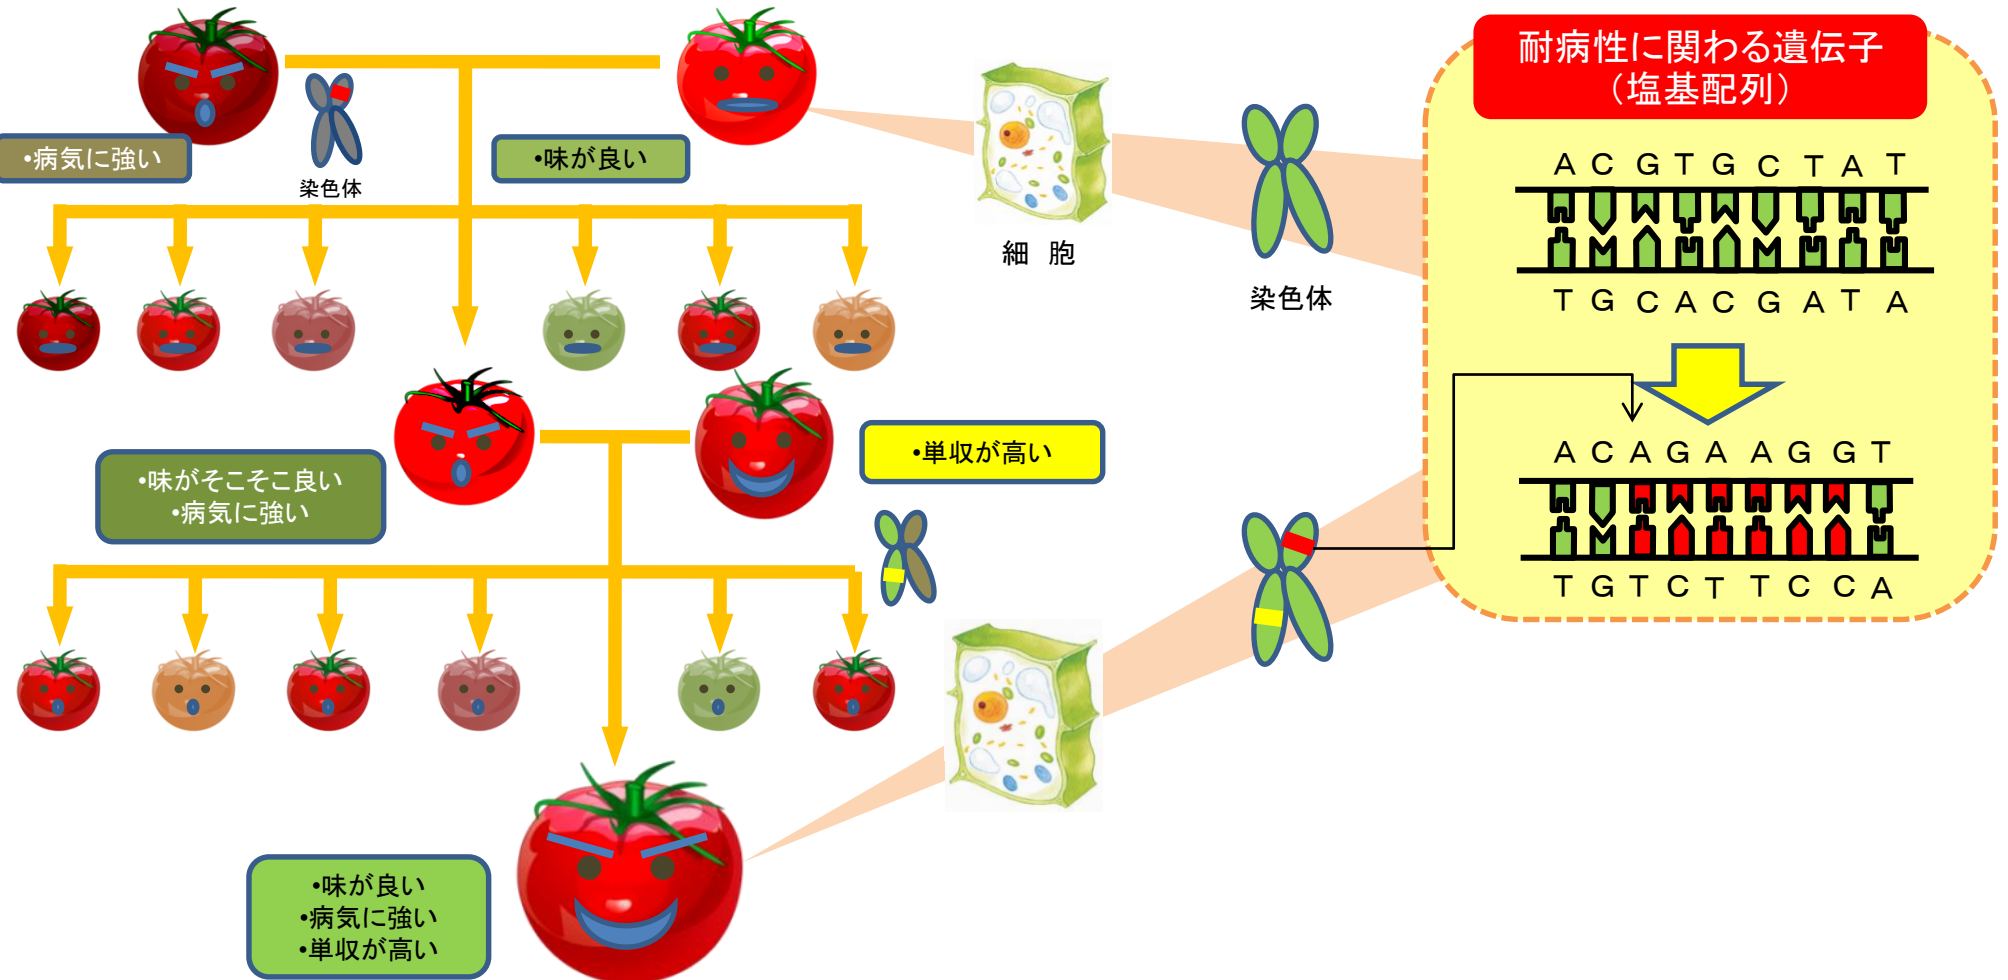 耐病性に関わる遺伝子
（塩基配列）
•病気に強い
染色体
•味が良い
細 胞
染色体
A C G T G C T A T
T G C A C G A T A
•味がそこそこ良い
•病気に強い
•単収が高い
A C A G A A G G T
T G T C T T C C A
•味が良い
•病気に強い
•単収が高い